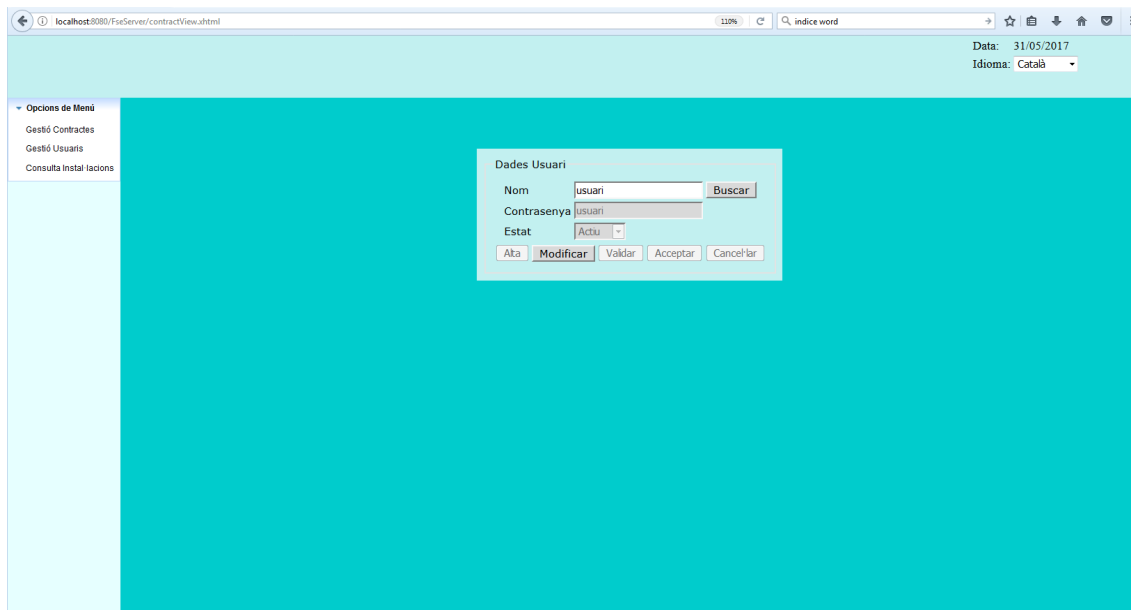 localhost:8080/FseServer/contractView.xhtml 110% indice word
Data: 31/05/2017
Idioma: Català
Opcions de Menú
Gestió Contractes
Gestió Usuaris
Consulta Instal·lacions
Dades Usuari
Nom usuari Buscar
Contrasenya usuari
Estat Actiu
Alta Modificar Validar Acceptar Cancel·lar